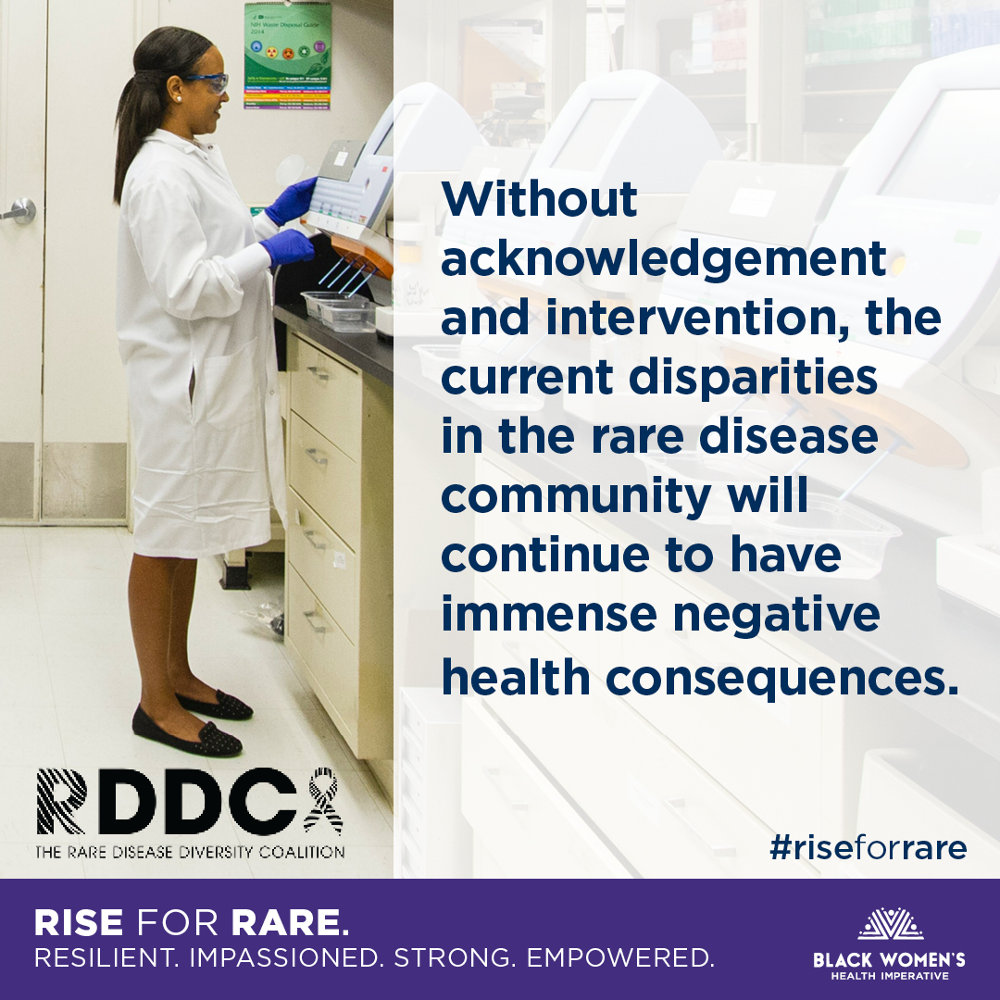 NIH Waste Disposal Guide
2014
Without
acknowledgement
and intervention, the
current disparities
in the rare disease
community will
continue to have
immense negative
health consequences.
RDDC
THE RARE DISEASE DIVERSITY COALITION
#riseforrare
RISE FOR RARE.
RESILIENT. IMPASSIONED. STRONG. EMPOWERED.
BLACK WOMEN'S
HEALTH IMPERATIVE